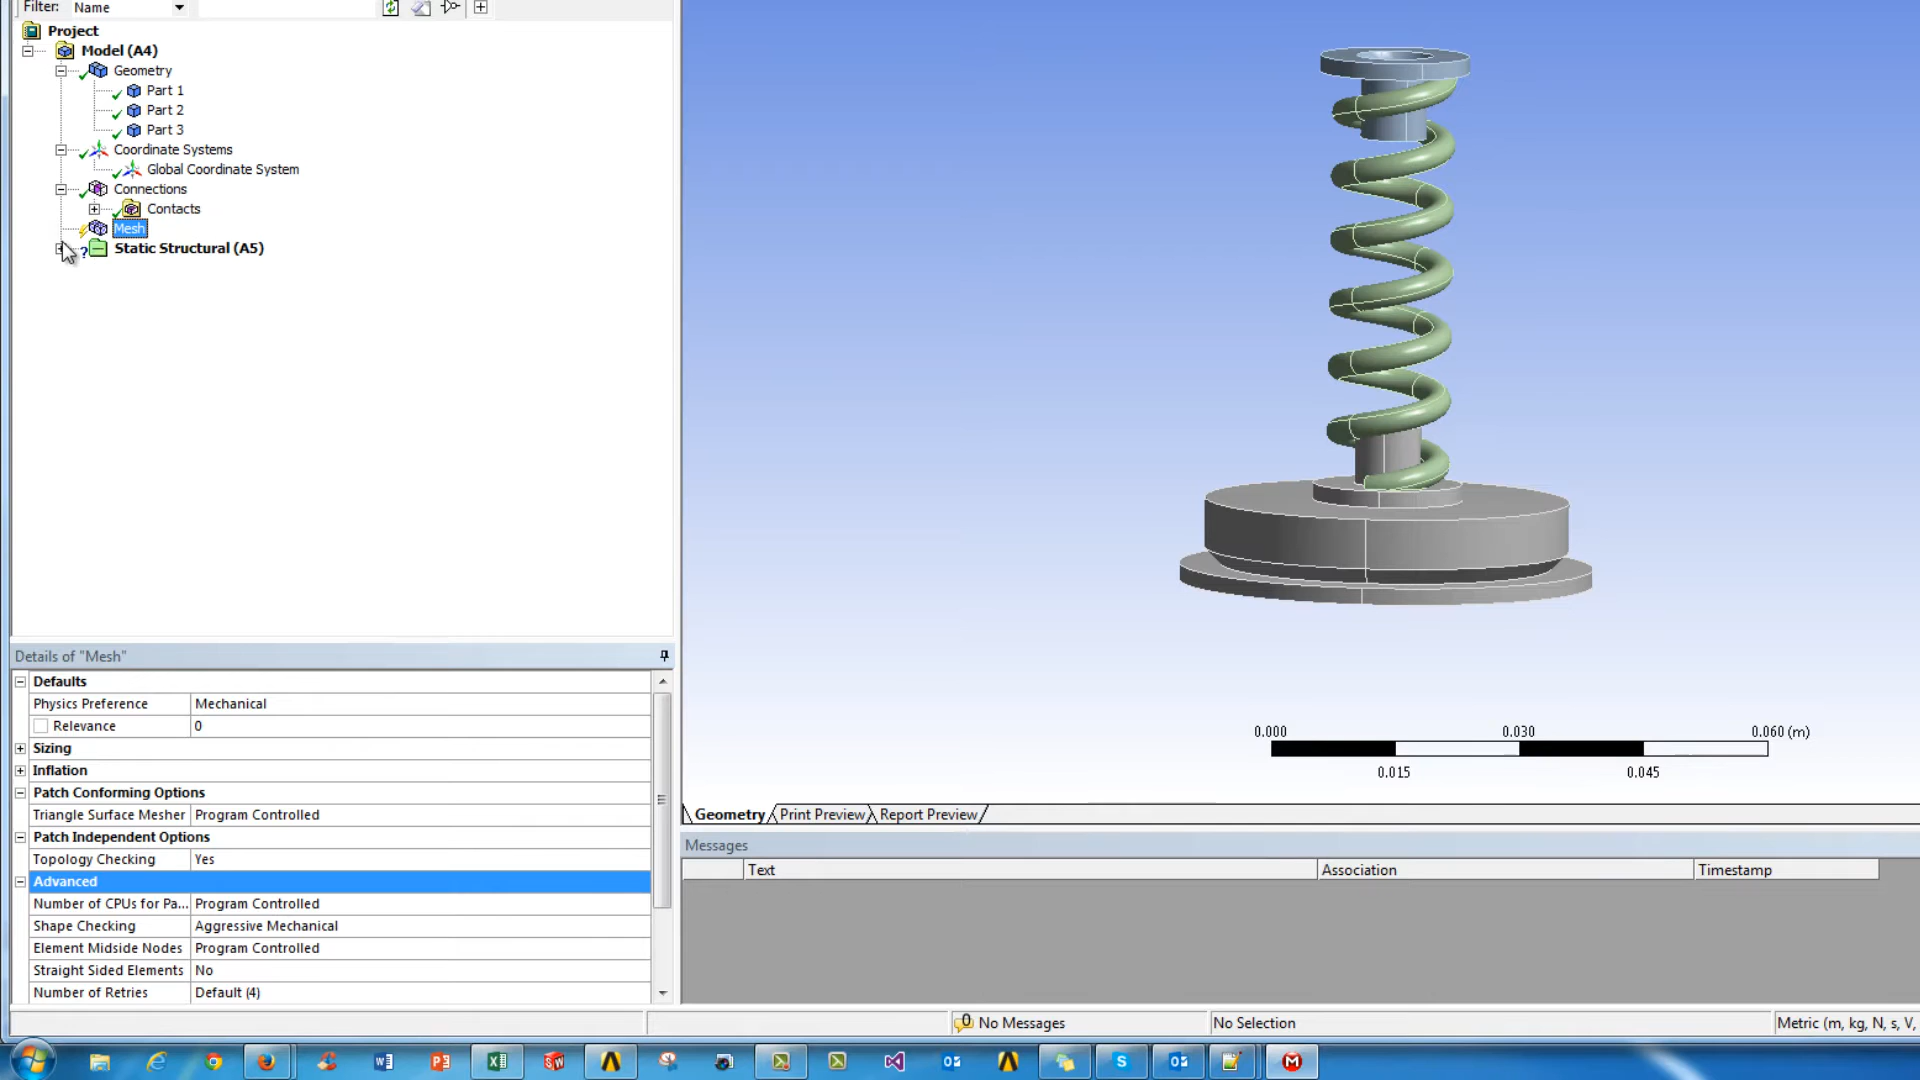 Filter: Name
Project
Model (A4)
Geometry
Part 1
Part 2
Part 3
Coordinate Systems
Global Coordinate System
Connections
Contacts
Mesh
Static Structural (A5)
Details of "Mesh"
Defaults
Physics Preference Mechanical
Relevance 0
Sizing
Inflation
Patch Conforming Options
Triangle Surface Mesher Program Controlled
Patch Independent Options
Topology Checking Yes
Advanced
Number of CPUs for Pa... Program Controlled
Shape Checking Aggressive Mechanical
Element Midside Nodes Program Controlled
Straight Sided Elements No
Number of Retries Default (4)
0.000 0.030 0.060 (m)
0.015 0.045
Geometry Print Preview Report Preview
Messages
Text Association Timestamp
0 No Messages No Selection Metric (m, kg, N, s, V,